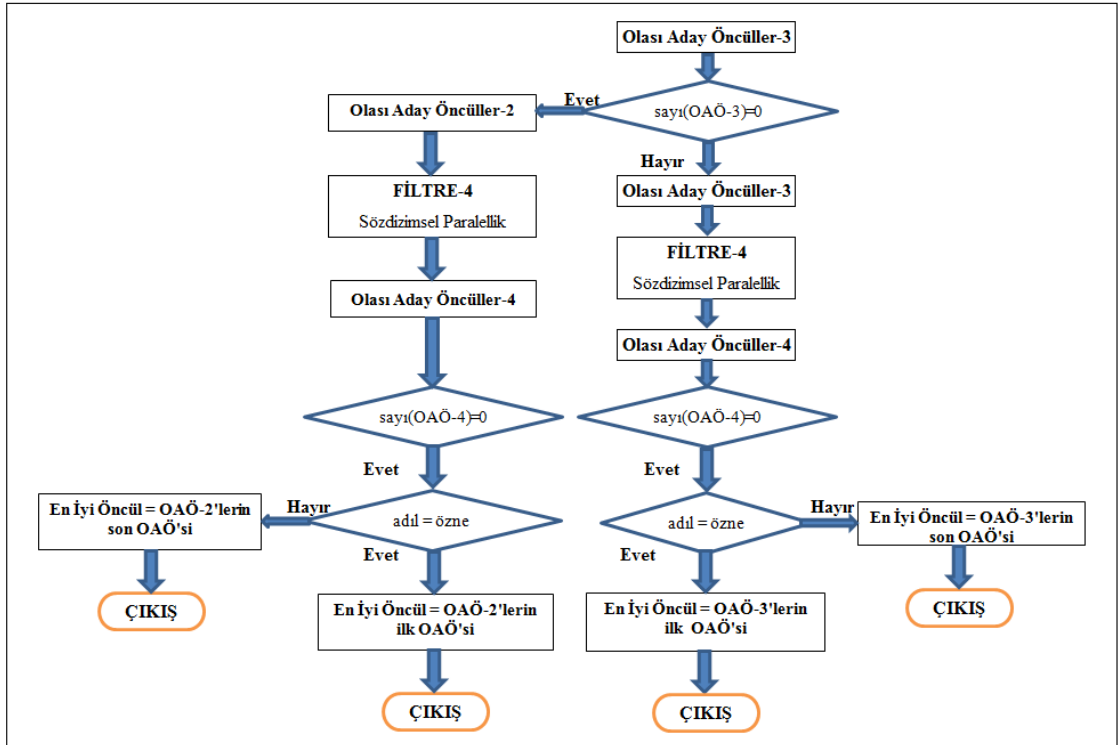 Olası Aday Öncüller-3
sayı(OAÖ-3)=0
Evet
Olası Aday Öncüller-2
Hayır
FİLTRE-4
Sözdizimsel Paralellik
Olası Aday Öncüller-3
FİLTRE-4
Sözdizimsel Paralellik
Olası Aday Öncüller-4
Olası Aday Öncüller-4
sayı(OAÖ-4)=0
sayı(OAÖ-4)=0
Evet
Evet
En İyi Öncül = OAÖ-2'lerin
son OAÖ'si
Hayır
adıl = özne
adıl = özne
Hayır
En İyi Öncül = OAÖ-3'lerin
son OAÖ'si
Evet
Evet
ÇIKIŞ
En İyi Öncül = OAÖ-2'lerin
ilk OAÖ'si
En İyi Öncül = OAÖ-3'lerin
ilk OAÖ'si
ÇIKIŞ
ÇIKIŞ
ÇIKIŞ